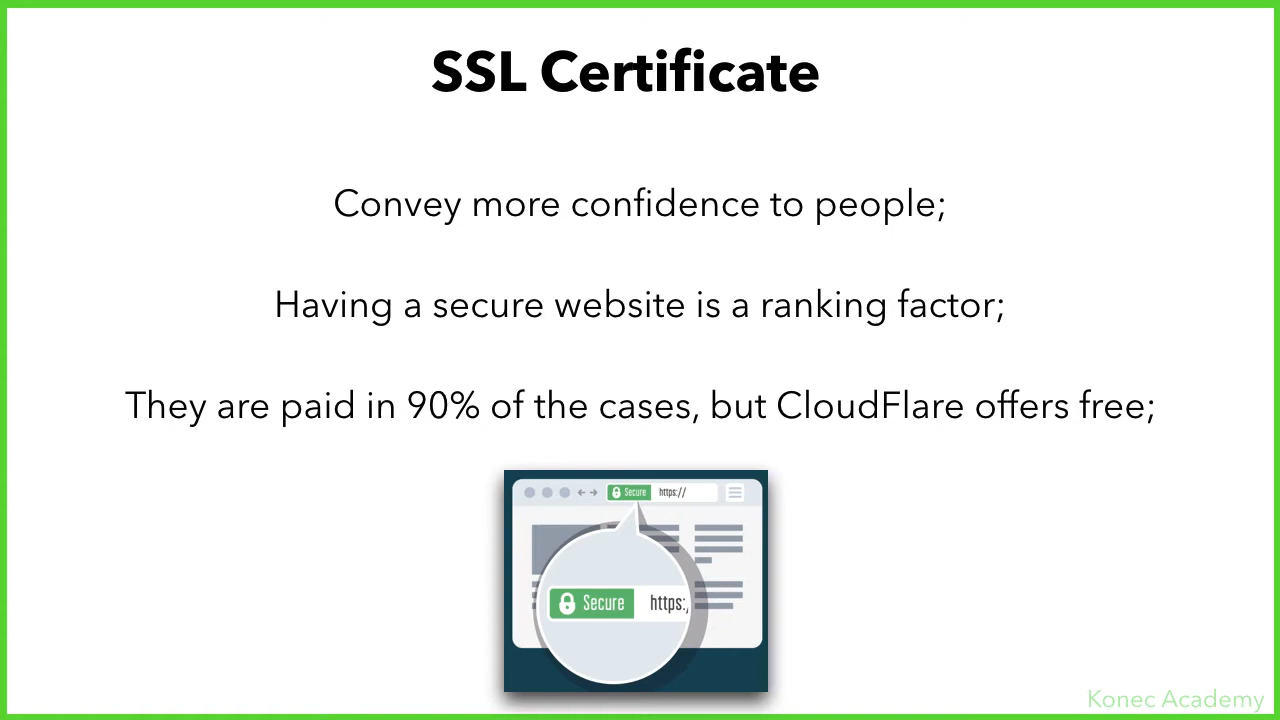 SSL Certificate
Convey more confidence to people;
Having a secure website is a ranking factor;
They are paid in 90% of the cases, but CloudFlare offers free;
Secure https://
Secure https:/
Konec Academy